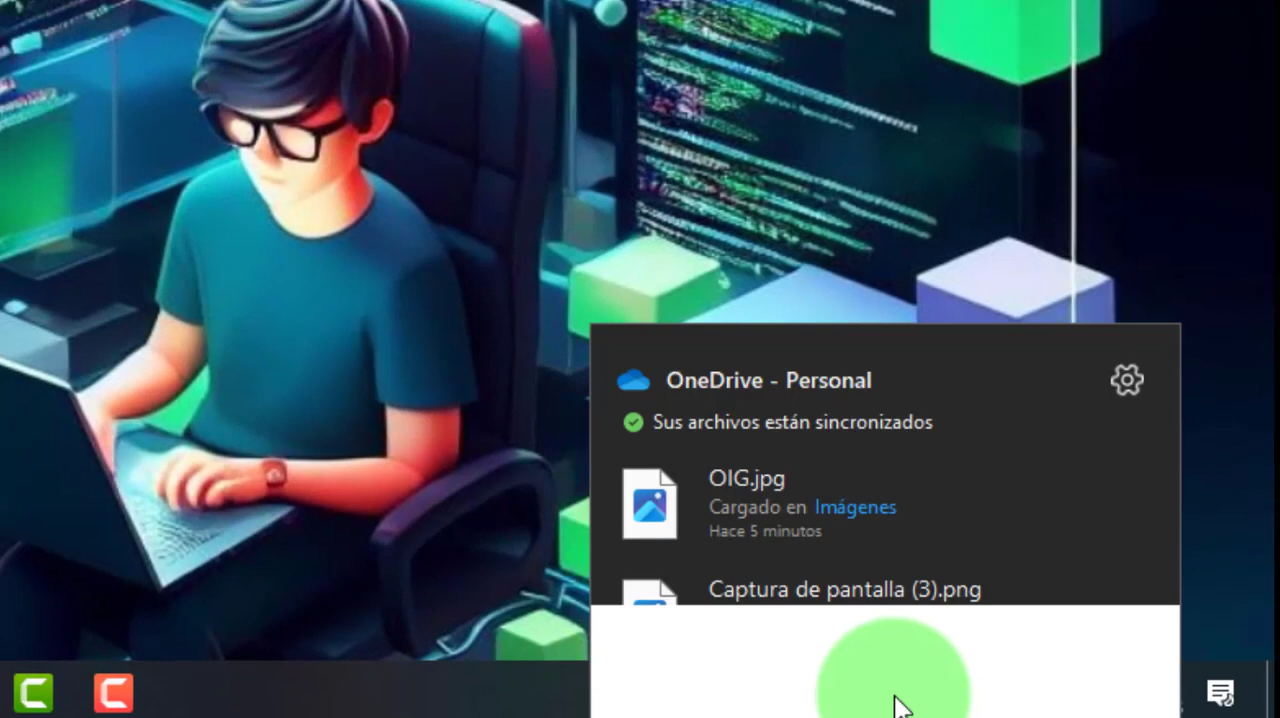 OneDrive - Personal
Sus archivos están sincronizados
OIG.jpg
Cargado en Imágenes
Hace 5 minutos
Captura de pantalla (3).png